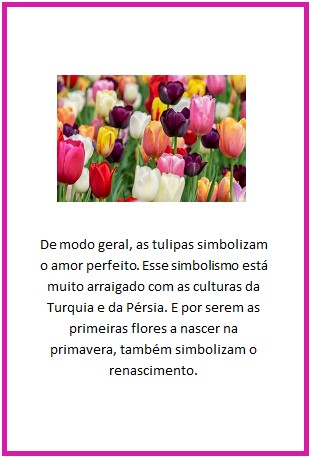 De modo geral, as tulipas simbolizam
o amor perfeito. Esse simbolismo está
muito arraigado com as culturas da
Turquia e da Pérsia. E por serem as
primeiras flores a nascer na
primavera, também simbolizam o
renascimento.